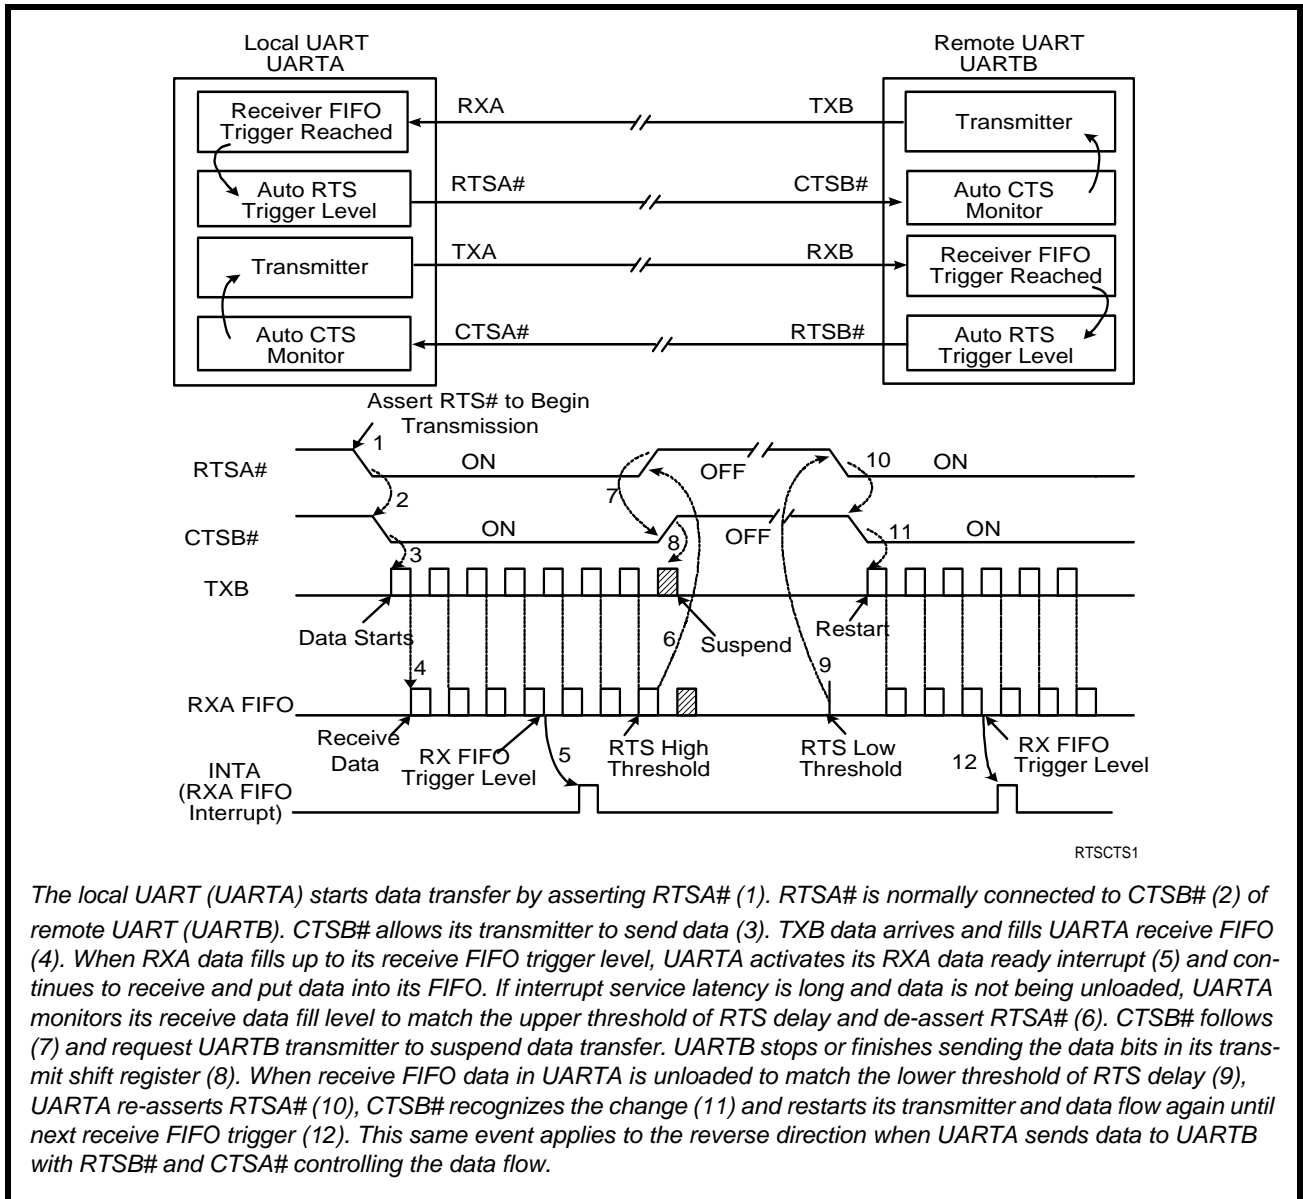 Local UART
UARTA
Remote UART
UARTB
Receiver FIFO
Trigger Reached
RXA
TXB
Transmitter
Auto RTS
Trigger Level
RTSA#
CTSB#
Auto CTS
Monitor
Transmitter
TXA
RXB
Receiver FIFO
Trigger Reached
Auto CTS
Monitor
CTSA#
RTSB#
Auto RTS
Trigger Level
Assert RTS# to Begin
Transmission
1
RTSA#
ON
OFF
10
ON
2
7
CTSB#
ON
8
OFF
11
ON
3
TXB
Data Starts
6
Suspend
Restart
4
9
RXA FIFO
Receive
Data
RX FIFO
Trigger Level
5
RTS High
Threshold
RTS Low
Threshold
12
RX FIFO
Trigger Level
INTA
(RXA FIFO
Interrupt)
RTSCTS1
The local UART (UARTA) starts data transfer by asserting RTSA# (1). RTSA# is normally connected to CTSB# (2) of
remote UART (UARTB). CTSB# allows its transmitter to send data (3). TXB data arrives and fills UARTA receive FIFO
(4). When RXA data fills up to its receive FIFO trigger level, UARTA activates its RXA data ready interrupt (5) and con-
tinues to receive and put data into its FIFO. If interrupt service latency is long and data is not being unloaded, UARTA
monitors its receive data fill level to match the upper threshold of RTS delay and de-assert RTSA# (6). CTSB# follows
(7) and request UARTB transmitter to suspend data transfer. UARTB stops or finishes sending the data bits in its trans-
mit shift register (8). When receive FIFO data in UARTA is unloaded to match the lower threshold of RTS delay (9),
UARTA re-asserts RTSA# (10), CTSB# recognizes the change (11) and restarts its transmitter and data flow again until
next receive FIFO trigger (12). This same event applies to the reverse direction when UARTA sends data to UARTB
with RTSB# and CTSA# controlling the data flow.